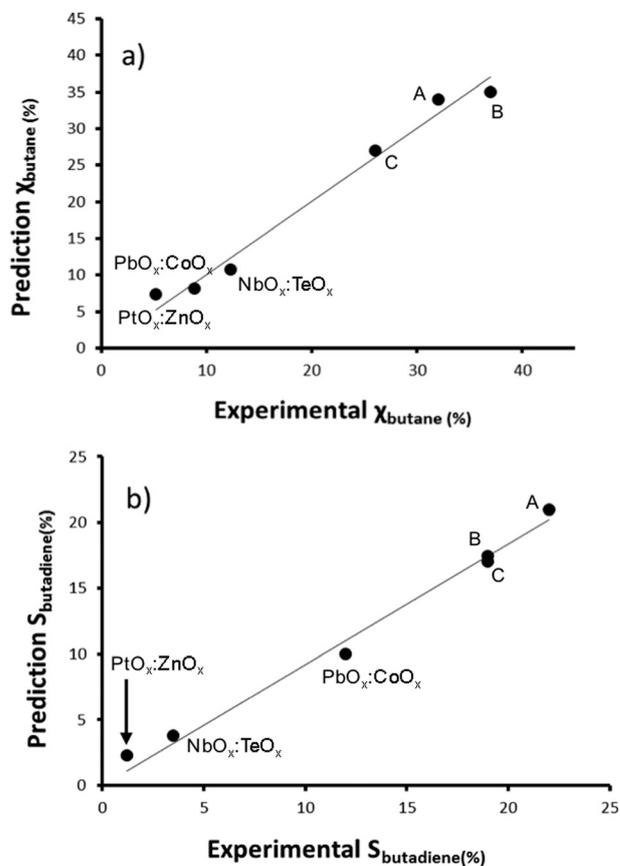 45
a)
40
35
A
B
30
25
C
20
15
PbOₓ:CoOₓ
10
NbOₓ:TeOₓ
5
PtOₓ:ZnOₓ
0
0 10 20 30 40
Prediction χbutane (%)
Experimental χbutane (%)
25
b)
20
A
B
C
15
10
PtOₓ:ZnOₓ
PbOₓ:CoOₓ
5
NbOₓ:TeOₓ
0
0 5 10 15 20 25
Prediction Sbutadiene(%)
Experimental Sbutadiene(%)